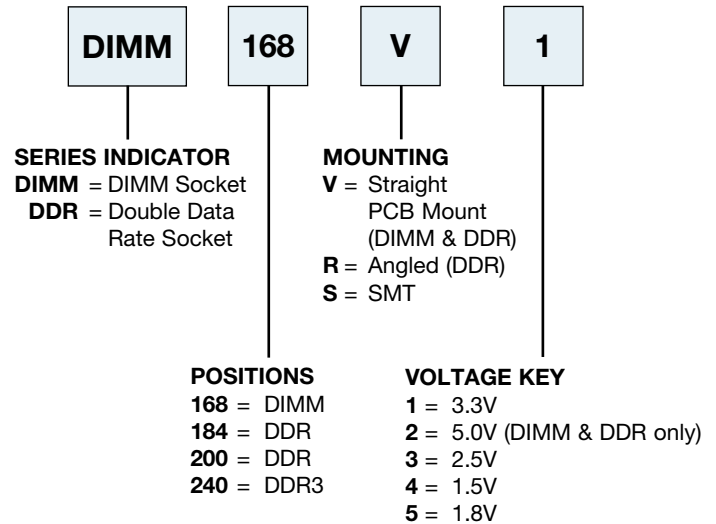 DIMM 168 V 1
SERIES INDICATOR
DIMM = DIMM Socket
DDR = Double Data
Rate Socket
MOUNTING
V = Straight
PCB Mount
(DIMM & DDR)
R = Angled (DDR)
S = SMT
POSITIONS
168 = DIMM
184 = DDR
200 = DDR
240 = DDR3
VOLTAGE KEY
1 = 3.3V
2 = 5.0V (DIMM & DDR only)
3 = 2.5V
4 = 1.5V
5 = 1.8V